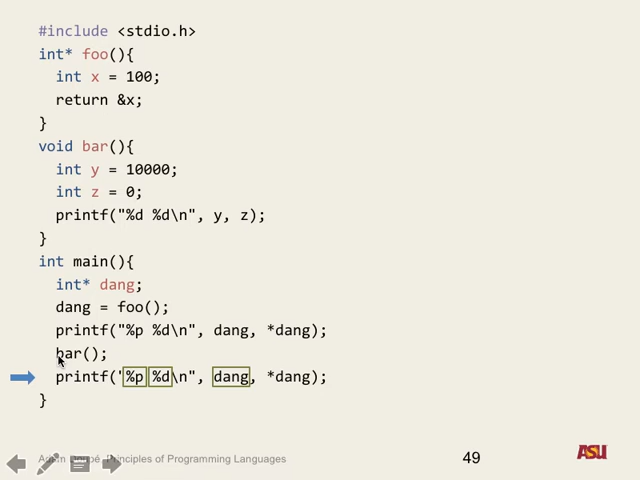 #include <stdio.h>
int* foo(){
int x = 100;
return &x;
}
void bar(){
int y = 10000;
int z = 0;
printf("%d %d\n", y, z);
}
int main(){
int* dang;
dang = foo();
printf("%p %d\n", dang, *dang);
bar();
printf("%p %d\n", dang, *dang);
}
Principles of Programming Languages
49
ASU